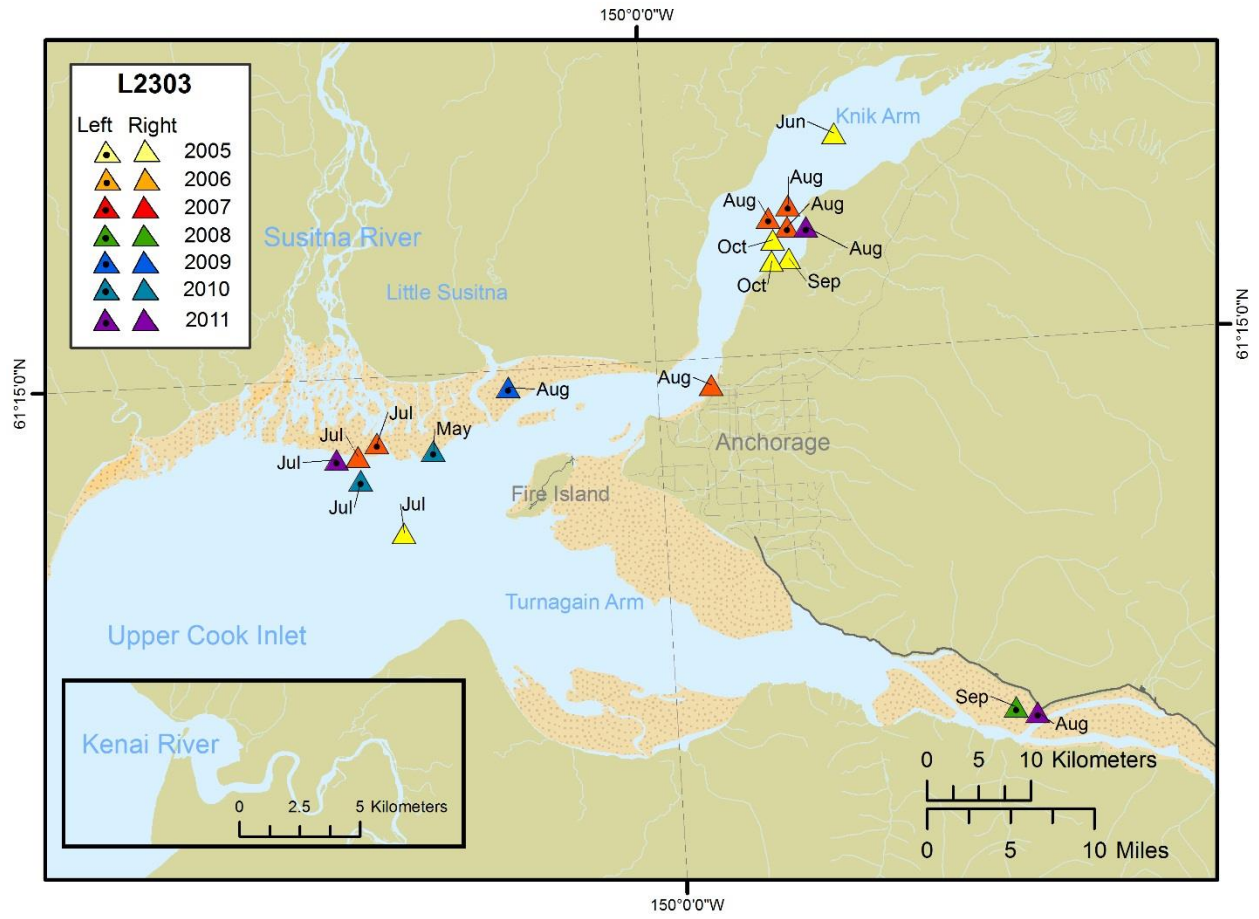 150°0'0"W
L2303
Left Right
2005
2006
2007
2008
2009
2010
2011
Knik Arm
Jun
Aug
Aug
Aug
Oct
Aug
Oct
Sep
Susitna River
Little Susitna
61°15'0"N
61°15'0"N
Aug
Aug
Jul
May
Jul
Jul
Jul
Jul
Anchorage
Fire Island
Turnagain Arm
Upper Cook Inlet
Sep
Aug
Kenai River
0 2.5 5 Kilometers
0 5 10 Kilometers
0 5 10 Miles
150°0'0"W